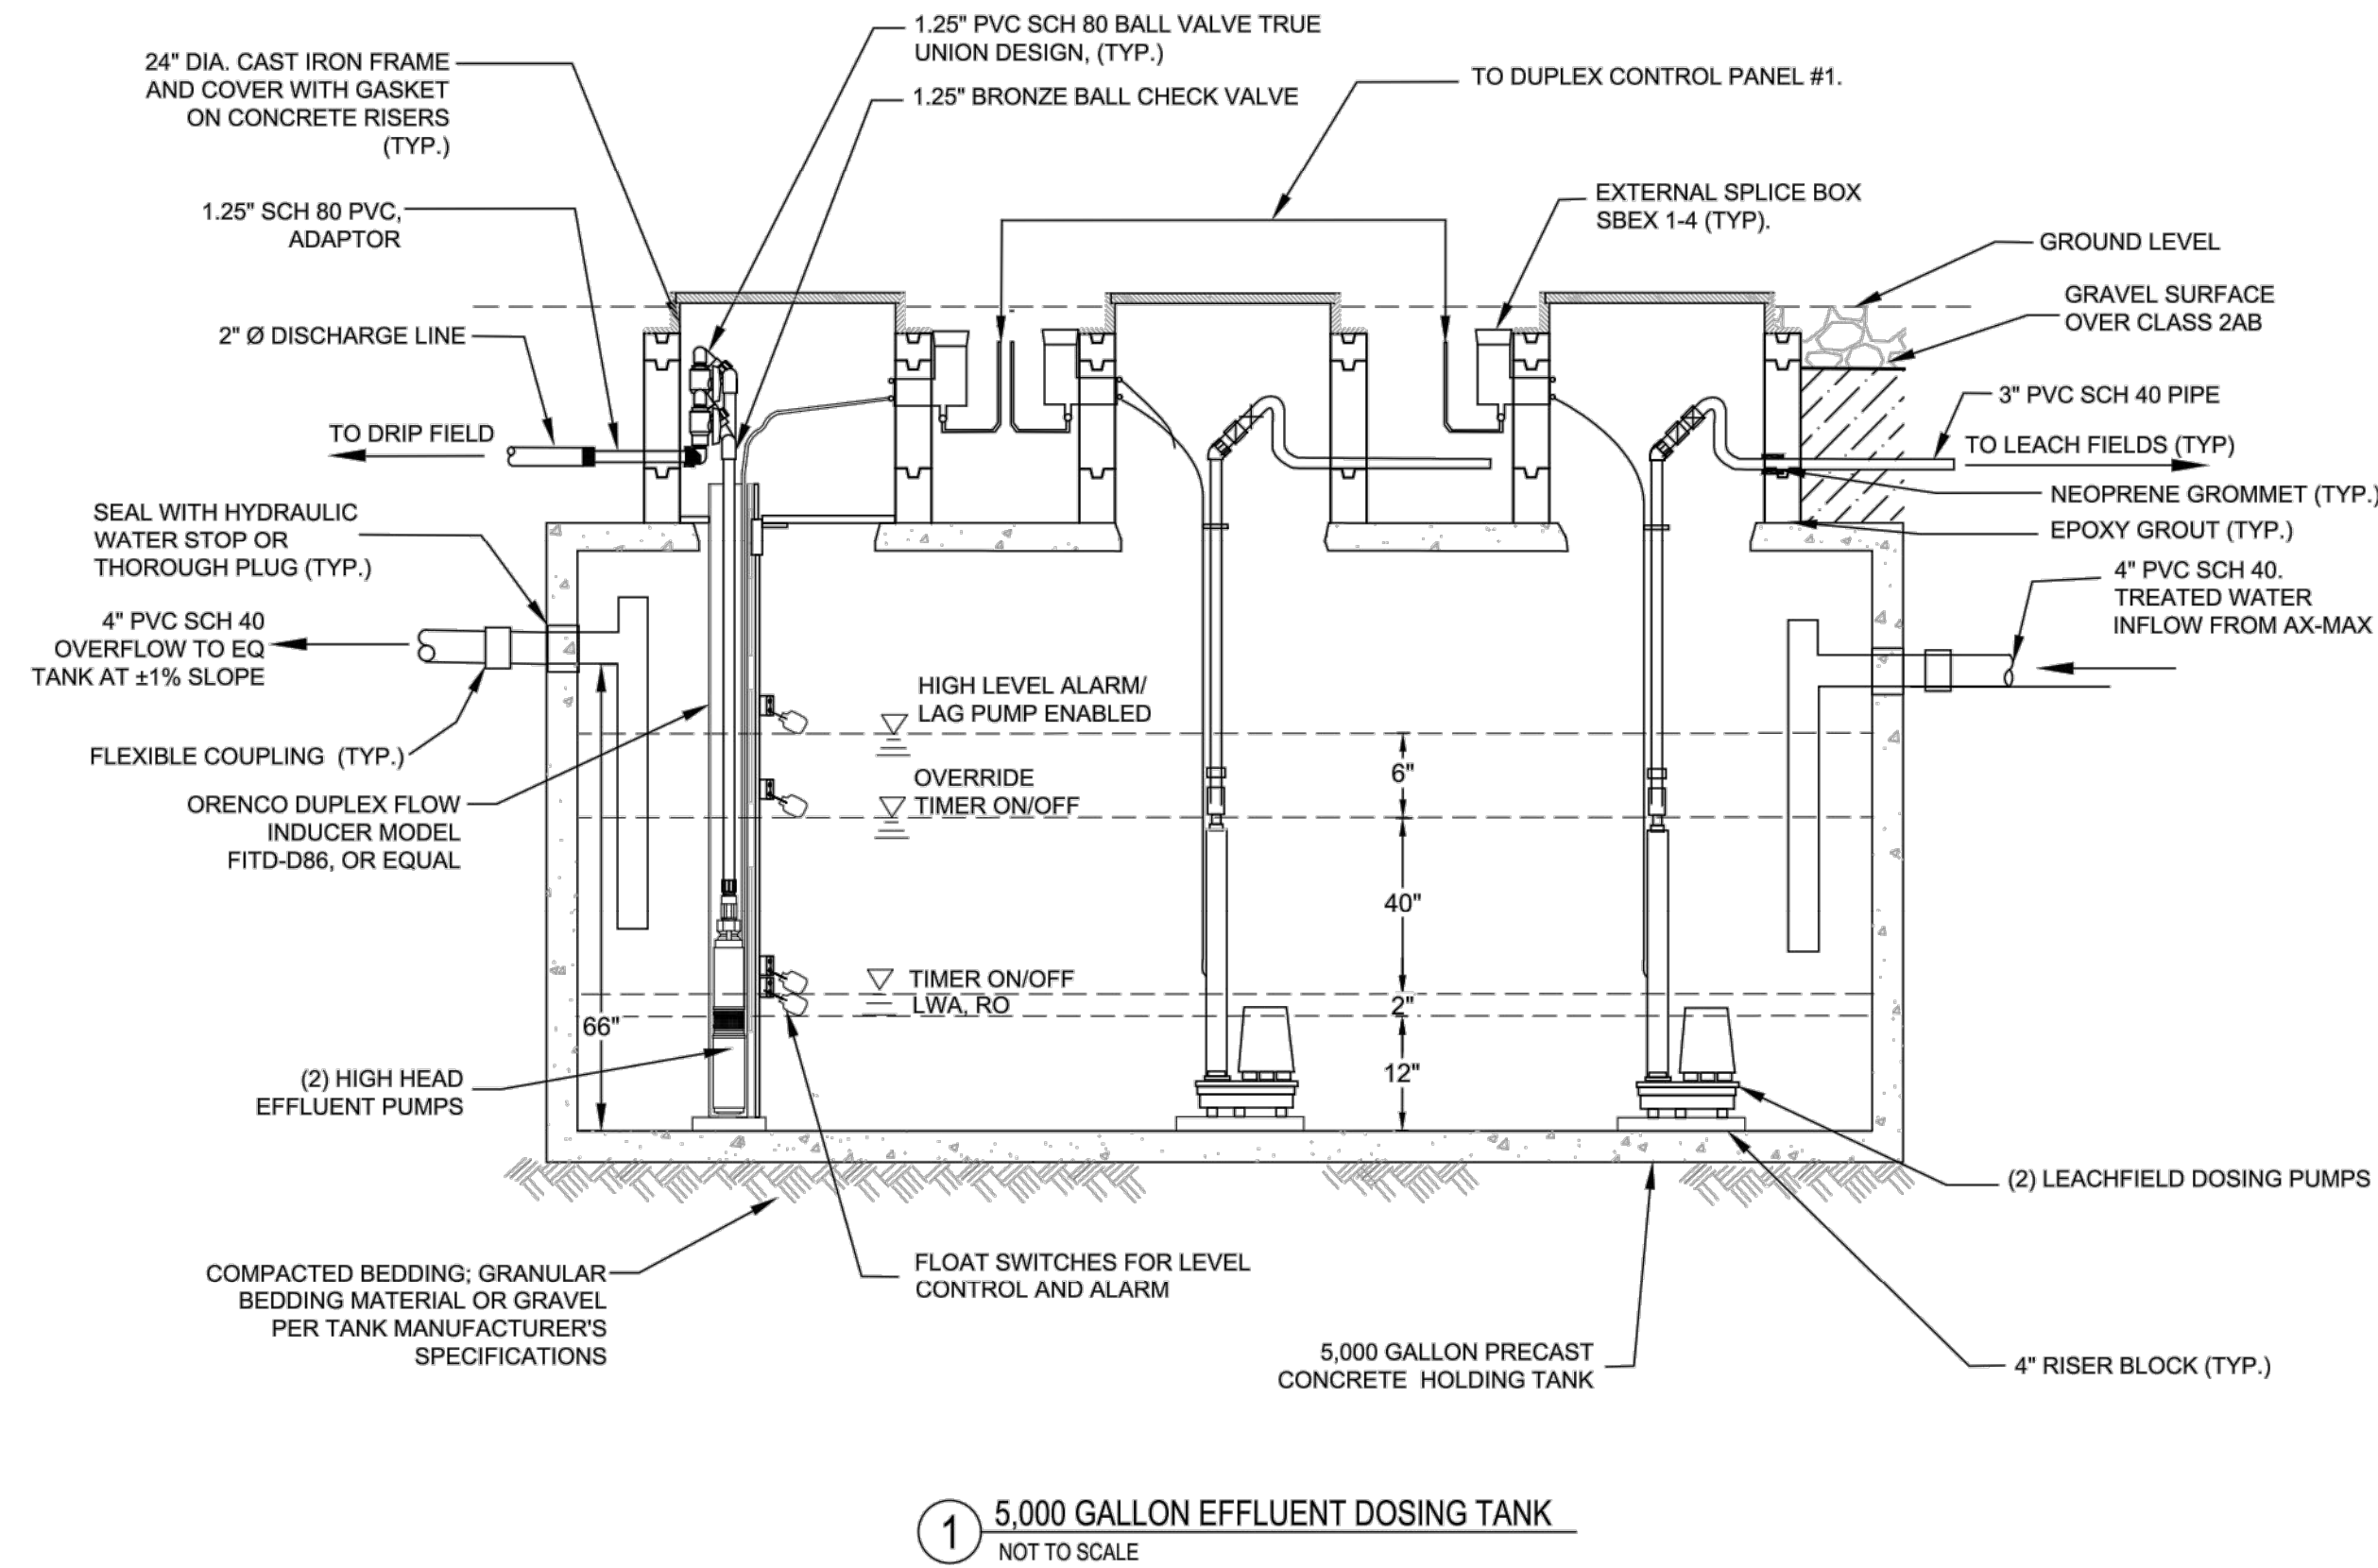 1.25" PVC SCH 80 BALL VALVE TRUE
UNION DESIGN, (TYP.)
24" DIA. CAST IRON FRAME
AND COVER WITH GASKET
ON CONCRETE RISERS
(TYP.)
TO DUPLEX CONTROL PANEL #1.
1.25" BRONZE BALL CHECK VALVE
1.25" SCH 80 PVC,
ADAPTOR
EXTERNAL SPLICE BOX
SBEX 1-4 (TYP).
GROUND LEVEL
GRAVEL SURFACE
OVER CLASS 2AB
2" Ø DISCHARGE LINE
3" PVC SCH 40 PIPE
TO DRIP FIELD
TO LEACH FIELDS (TYP)
NEOPRENE GROMMET (TYP.)
SEAL WITH HYDRAULIC
WATER STOP OR
THOROUGH PLUG (TYP.)
EPOXY GROUT (TYP.)
4" PVC SCH 40.
TREATED WATER
INFLOW FROM AX-MAX
4" PVC SCH 40
OVERFLOW TO EQ
TANK AT ±1% SLOPE
HIGH LEVEL ALARM/
LAG PUMP ENABLED
FLEXIBLE COUPLING (TYP.)
6"
OVERRIDE
TIMER ON/OFF
ORENCO DUPLEX FLOW
INDUCER MODEL
FITD-D86, OR EQUAL
40"
TIMER ON/OFF
LWA, RO
2"
66"
12"
(2) HIGH HEAD
EFFLUENT PUMPS
(2) LEACHFIELD DOSING PUMPS
FLOAT SWITCHES FOR LEVEL
CONTROL AND ALARM
COMPACTED BEDDING; GRANULAR
BEDDING MATERIAL OR GRAVEL
PER TANK MANUFACTURER'S
SPECIFICATIONS
5,000 GALLON PRECAST
CONCRETE HOLDING TANK
4" RISER BLOCK (TYP.)
1
5,000 GALLON EFFLUENT DOSING TANK
NOT TO SCALE